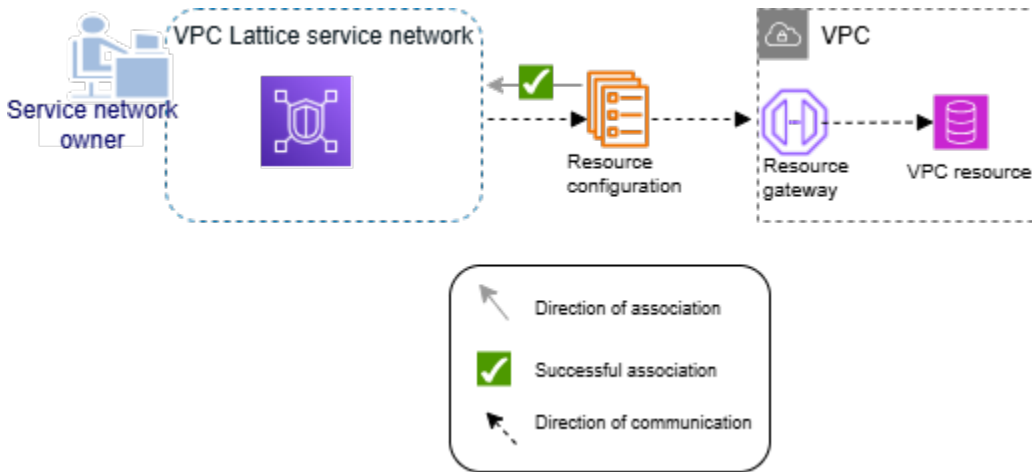 VPC Lattice service network
VPC
Service network
owner
Resource
configuration
Resource
gateway
VPC resource
Direction of association
Successful association
Direction of communication